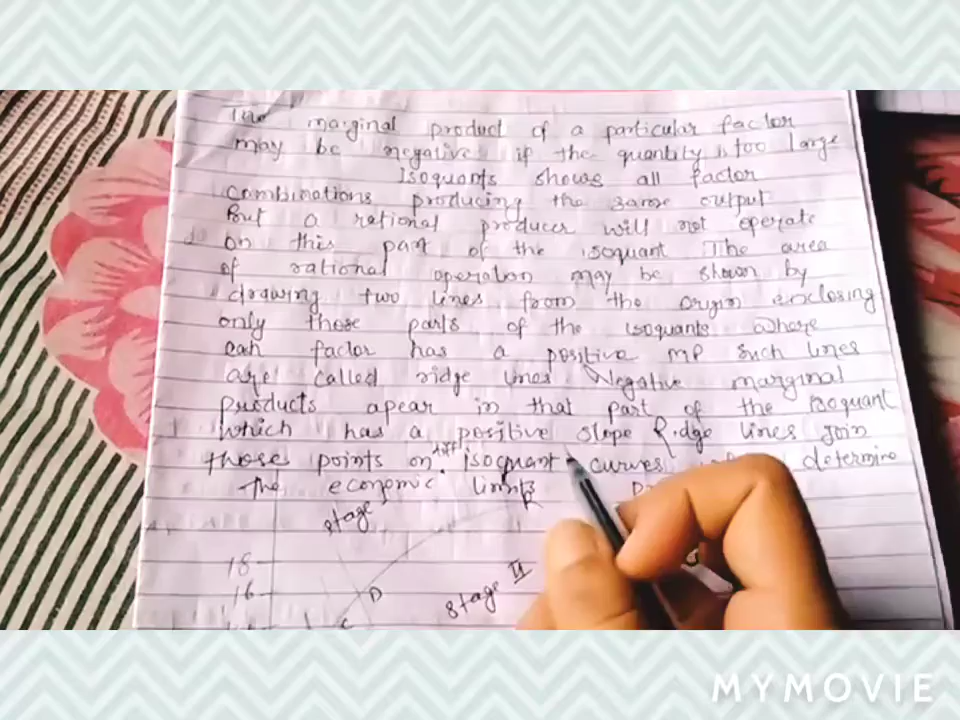 The marginal product of a particular factor
may be negative if the quantity is too large
Isoquants shows all factor
combinations producing the same output
But a rational producer will not operate
on this part of the isoquant The area
of rational operation may be shown by
drawing two lines from the origin enclosing
only those parts of the isoquants where
each factor has a positive MP Such lines
are called ridge lines Negative marginal
products apear in that part of the isoquant
which has a positive slope Ridge lines join
those points on diff. isoquant curves determine
the economic limits
R
stage
18
16
D
stage II
C
MYMOVIE